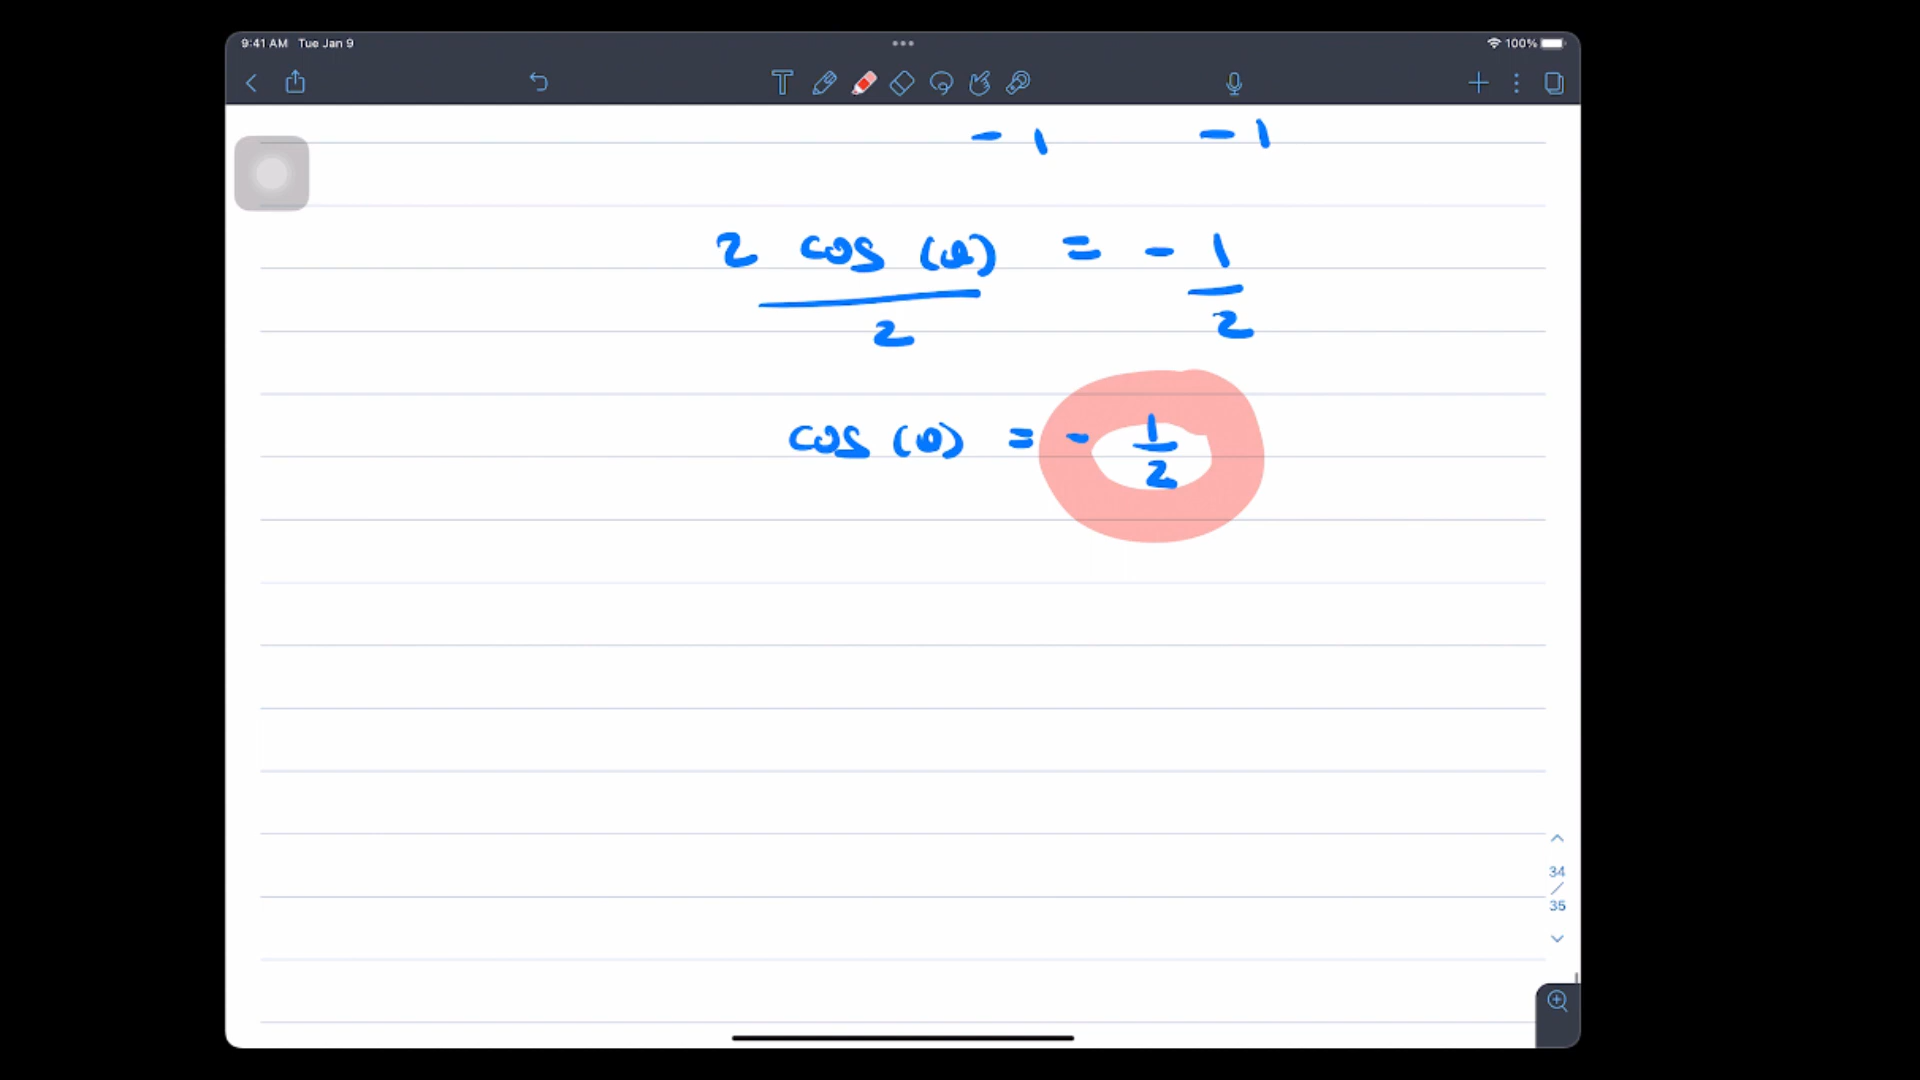 9:41 AM Tue Jan 9
100%
T
- 1 - 1
2 cos (θ) = - 1
2 2
cos (θ) = - 1
2
34
/
35